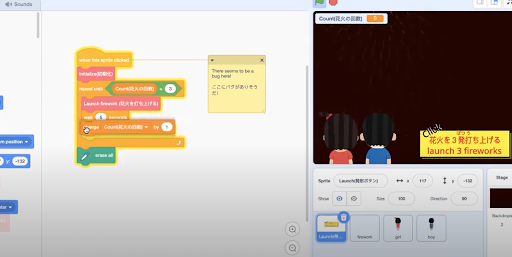 Sounds
Count(花火の回数) 0
when this sprite clicked
initialize(初期化)
repeat until Count(花火の回数) = 3
Launch firework (花火を打ち上げる)
wait 1 seconds
change Count(花火の回数) by 1
erase all
There seems to be a bug here!
ここにバグがありそうだ!
y: -132
Click
はつ
花火を3発打ち上げる
launch 3 fireworks
Sprite Launch(発射ボタン) x 117 y -132
Show Size 100 Direction 90
Stage
Launch(発...
firework
girl
boy